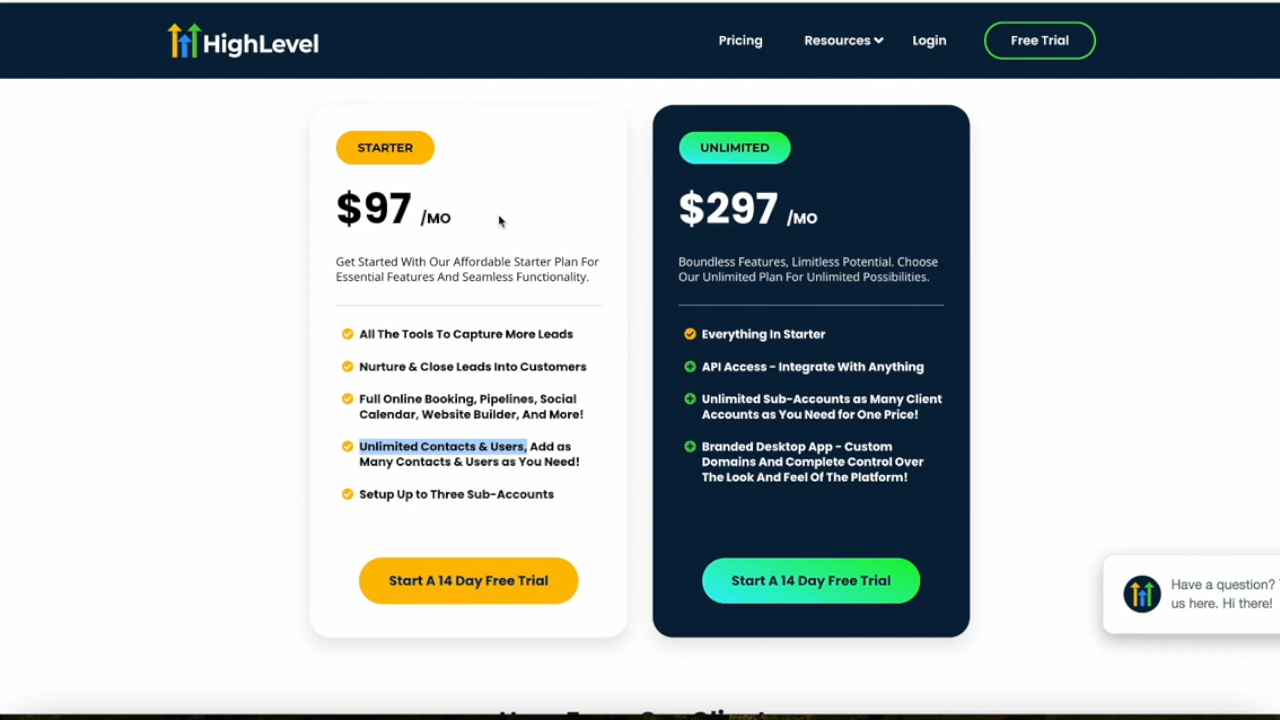 HighLevel
Pricing
Resources
Login
Free Trial
STARTER
$97 /MO
Get Started With Our Affordable Starter Plan For
Essential Features And Seamless Functionality.
All The Tools To Capture More Leads
Nurture & Close Leads Into Customers
Full Online Booking, Pipelines, Social
Calendar, Website Builder, And More!
Unlimited Contacts & Users, Add as
Many Contacts & Users as You Need!
Setup Up to Three Sub-Accounts
Start A 14 Day Free Trial
UNLIMITED
$297 /MO
Boundless Features, Limitless Potential. Choose
Our Unlimited Plan For Unlimited Possibilities.
Everything In Starter
API Access - Integrate With Anything
Unlimited Sub-Accounts as Many Client
Accounts as You Need for One Price!
Branded Desktop App - Custom
Domains And Complete Control Over
The Look And Feel Of The Platform!
Start A 14 Day Free Trial
Have a question?
us here. Hi there!